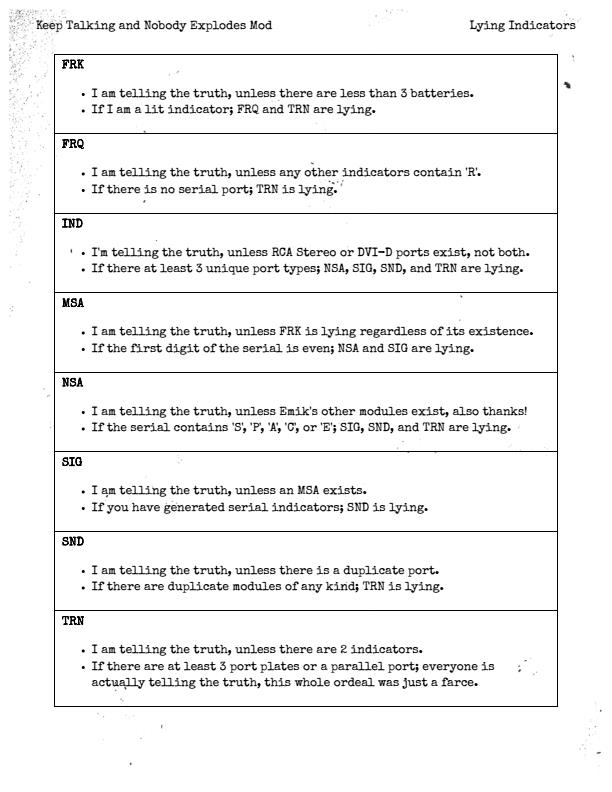 Keep Talking and Nobody Explodes Mod
Lying Indicators
FRK
• I am telling the truth, unless there are less than 3 batteries.
• If I am a lit indicator; FRQ and TRN are lying.
FRQ
• I am telling the truth, unless any other indicators contain 'R'.
• If there is no serial port; TRN is lying.
IND
• I'm telling the truth, unless RCA Stereo or DVI-D ports exist, not both.
• If there at least 3 unique port types; NSA, SIG, SND, and TRN are lying.
MSA
• I am telling the truth, unless FRK is lying regardless of its existence.
• If the first digit of the serial is even; NSA and SIG are lying.
NSA
• I am telling the truth, unless Emik's other modules exist, also thanks!
• If the serial contains 'S', 'P', 'A', 'C', or 'E'; SIG, SND, and TRN are lying.
SIG
• I am telling the truth, unless an MSA exists.
• If you have generated serial indicators; SND is lying.
SND
• I am telling the truth, unless there is a duplicate port.
• If there are duplicate modules of any kind; TRN is lying.
TRN
• I am telling the truth, unless there are 2 indicators.
• If there are at least 3 port plates or a parallel port; everyone is
actually telling the truth, this whole ordeal was just a farce.